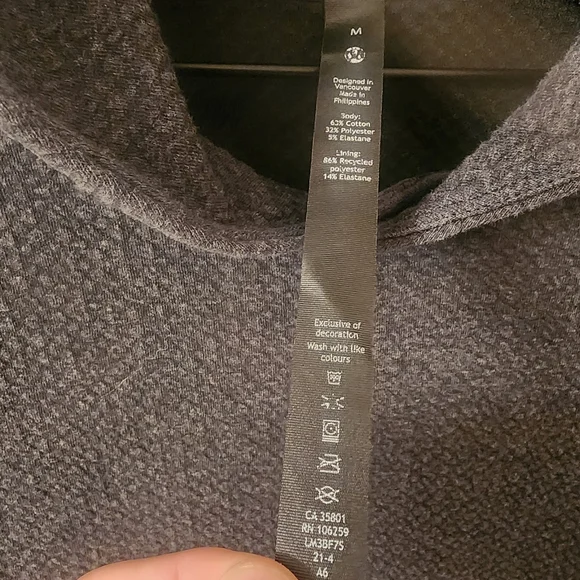 M
Designed in
Vancouver
Made in
Philippines
Body:
63% Cotton
32% Polyester
5% Elastane
Lining:
86% Recycled
polyester
14% Elastane
Exclusive of
decoration
Wash with like
colours
CA 35801
RN 106259
LM3BF7S
21-4
A6